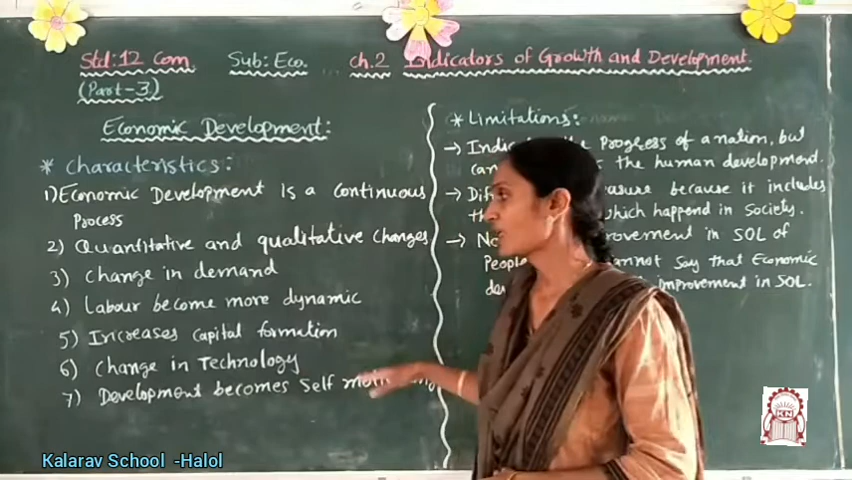 Std: 12 Com. Sub: Eco. ch.2 Indicators of Growth and Development.
(Part-3)
Economic Development:
* Characteristics:
1) Economic Development Is a continuous
Process
2) Quantitative and qualitative changes
3) change in demand
4) Labour become more dynamic
5) Increases capital formation
6) change in Technology
7) Development becomes self
* Limitations:
→) the progress of a nation, but
can the human development.
→) because it includes
which happend in society.
→) in SOL of
People Say that Economic
improvement in SOL.
KN
Kalarav School -Halol